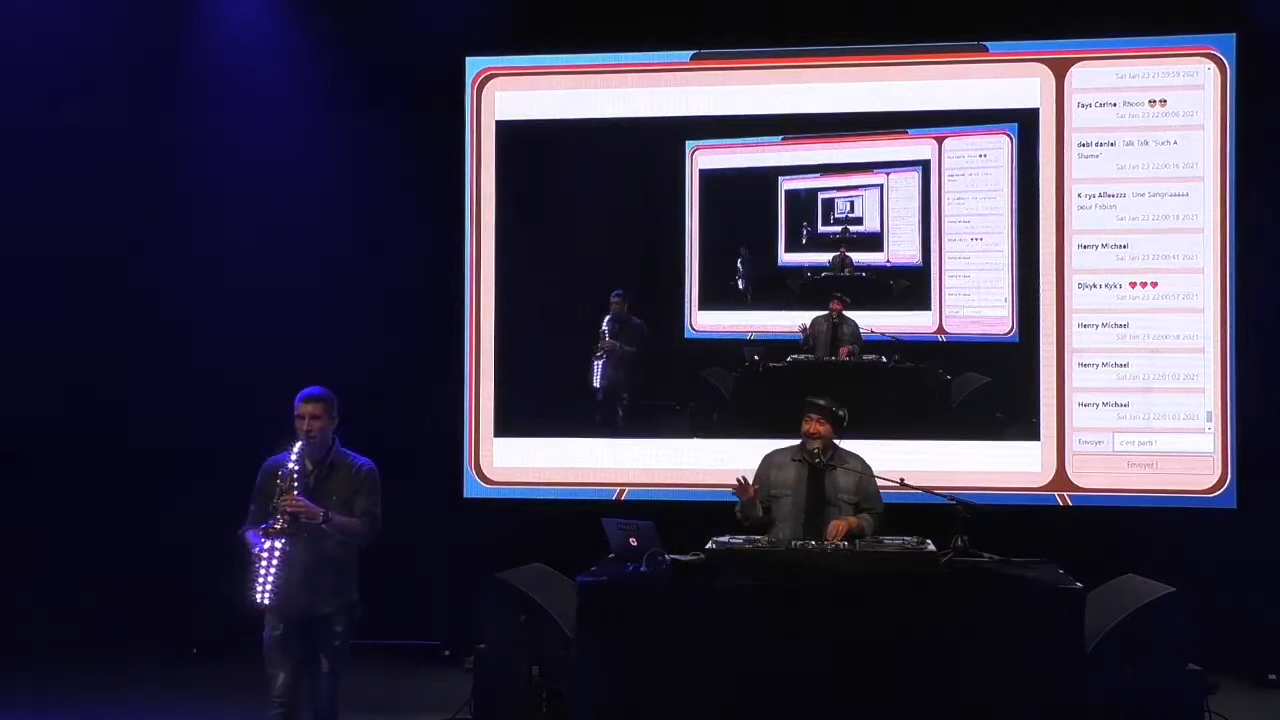 Sat Jan 23 21:59:59 2021
Fays Carine : Rhooo 😎😎
Sat Jan 23 22:00:06 2021
debl daniel : Talk Talk "Such A
Shame"
Sat Jan 23 22:00:16 2021
K-rys Alleezzz : Une Sangriaaaaa
pour Fabian
Sat Jan 23 22:00:18 2021
Henry Michael
Sat Jan 23 22:00:41 2021
Djkyk's Kyk's : ♥♥♥
Sat Jan 23 22:00:57 2021
Henry Michael
Sat Jan 23 22:00:58 2021
Henry Michael
Sat Jan 23 22:01:02 2021
Henry Michael
Sat Jan 23 22:01:03 2021
Envoyer : c'est parti !
Envoyer !